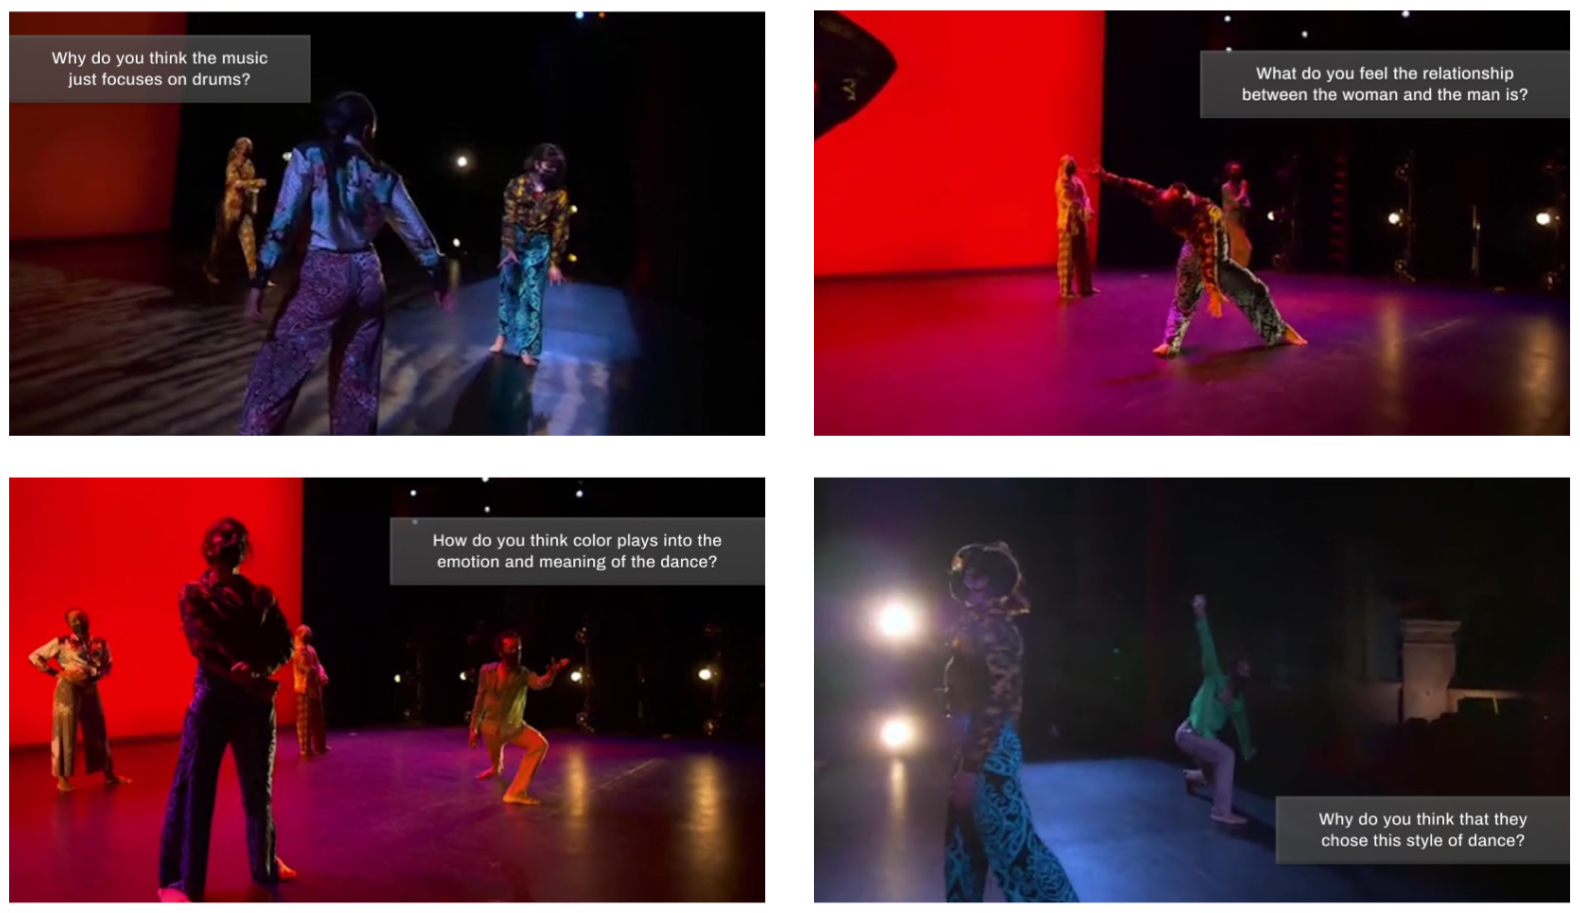 Why do you think the music
just focuses on drums?
What do you feel the relationship
between the woman and the man is?
How do you think color plays into the
emotion and meaning of the dance?
Why do you think that they
chose this style of dance?